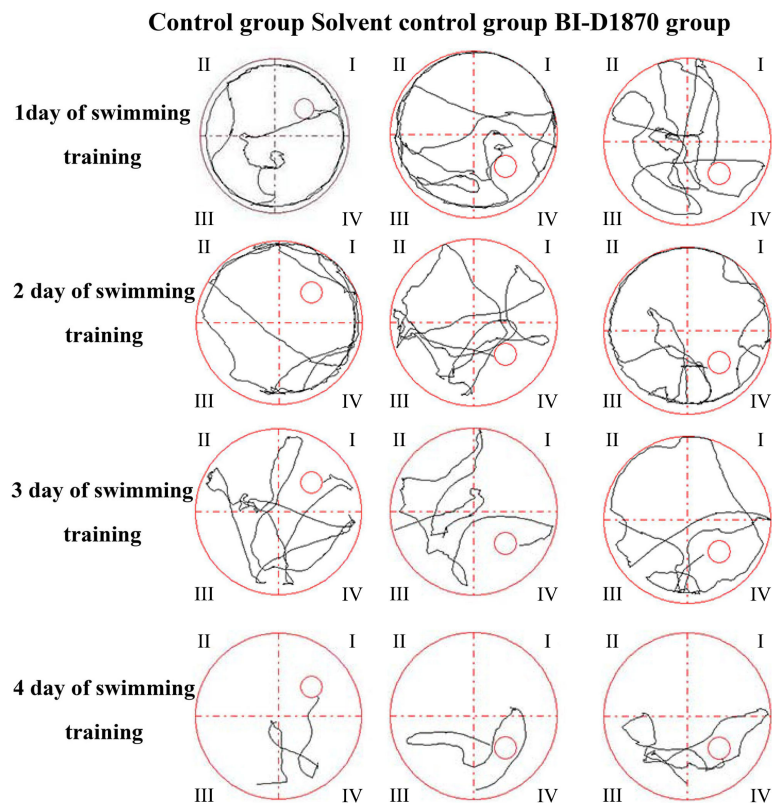 Control group Solvent control group BI-D1870 group
II I II I II I
1day of swimming
training
III IV III IV III IV
II I II I II I
2 day of swimming
training
III IV III IV III IV
II I II I II I
3 day of swimming
training
III IV III IV III IV
II I II I II I
4 day of swimming
training
III IV III IV III IV